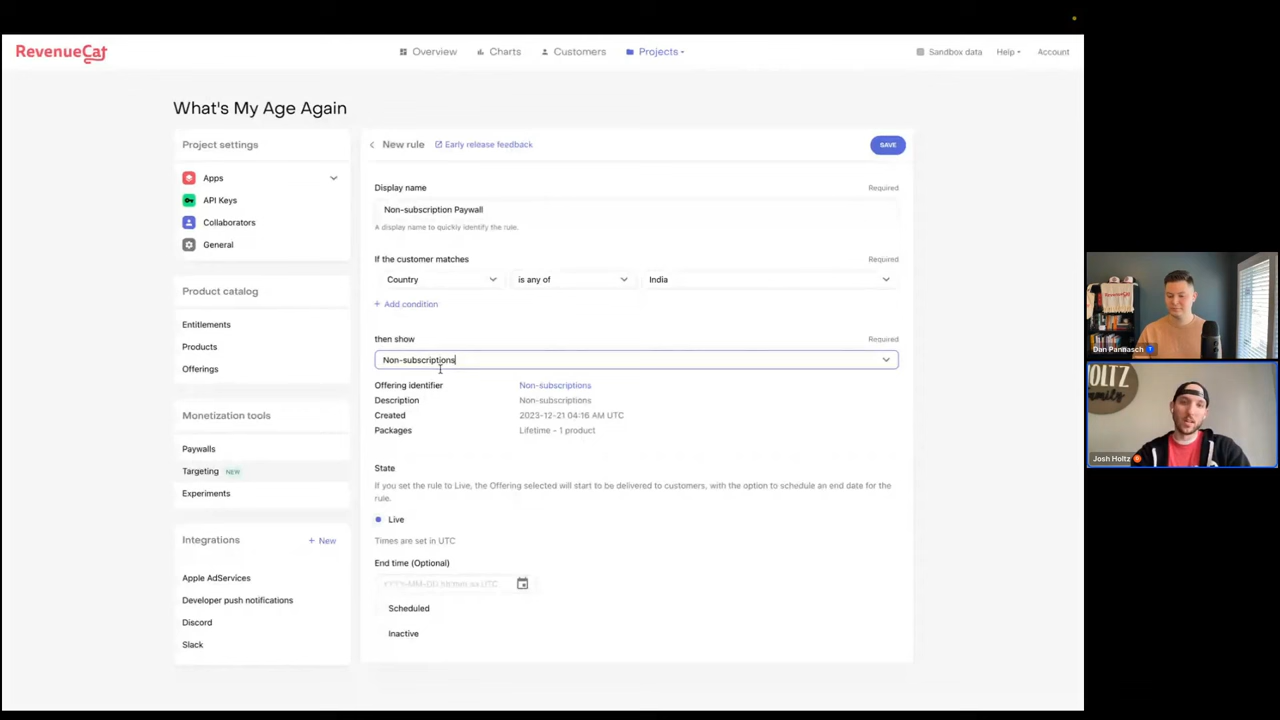 RevenueCat
Overview
Charts
Customers
Projects
Sandbox data
Help
Account
What's My Age Again
Project settings
Apps
API Keys
Collaborators
General
Product catalog
Entitlements
Products
Offerings
Monetization tools
Paywalls
Targeting NEW
Experiments
Integrations
+ New
Apple AdServices
Developer push notifications
Discord
Slack
New rule
Early release feedback
SAVE
Display name
Required
Non-subscription Paywall
A display name to quickly identify the rule.
If the customer matches
Required
Country
is any of
India
+ Add condition
then show
Required
Non-subscriptions
Offering identifier Non-subscriptions
Description Non-subscriptions
Created 2023-12-21 04:16 AM UTC
Packages Lifetime - 1 product
State
If you set the rule to Live, the Offering selected will start to be delivered to customers, with the option to schedule an end date for the
rule.
Live
Times are set in UTC
End time (Optional)
Scheduled
Inactive
RevenueCat
Dan Pannasch
HOLTZ
family
Josh Holtz